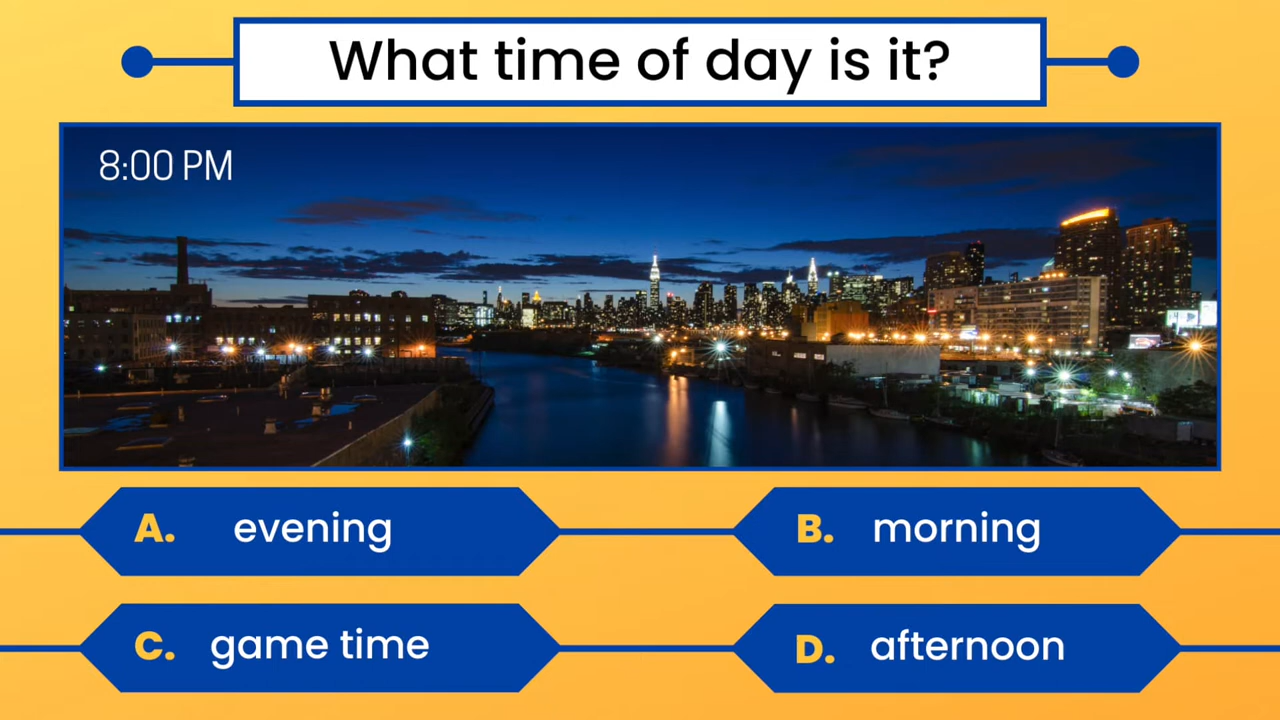 What time of day is it?
8:00 PM
A. evening
B. morning
C. game time
D. afternoon